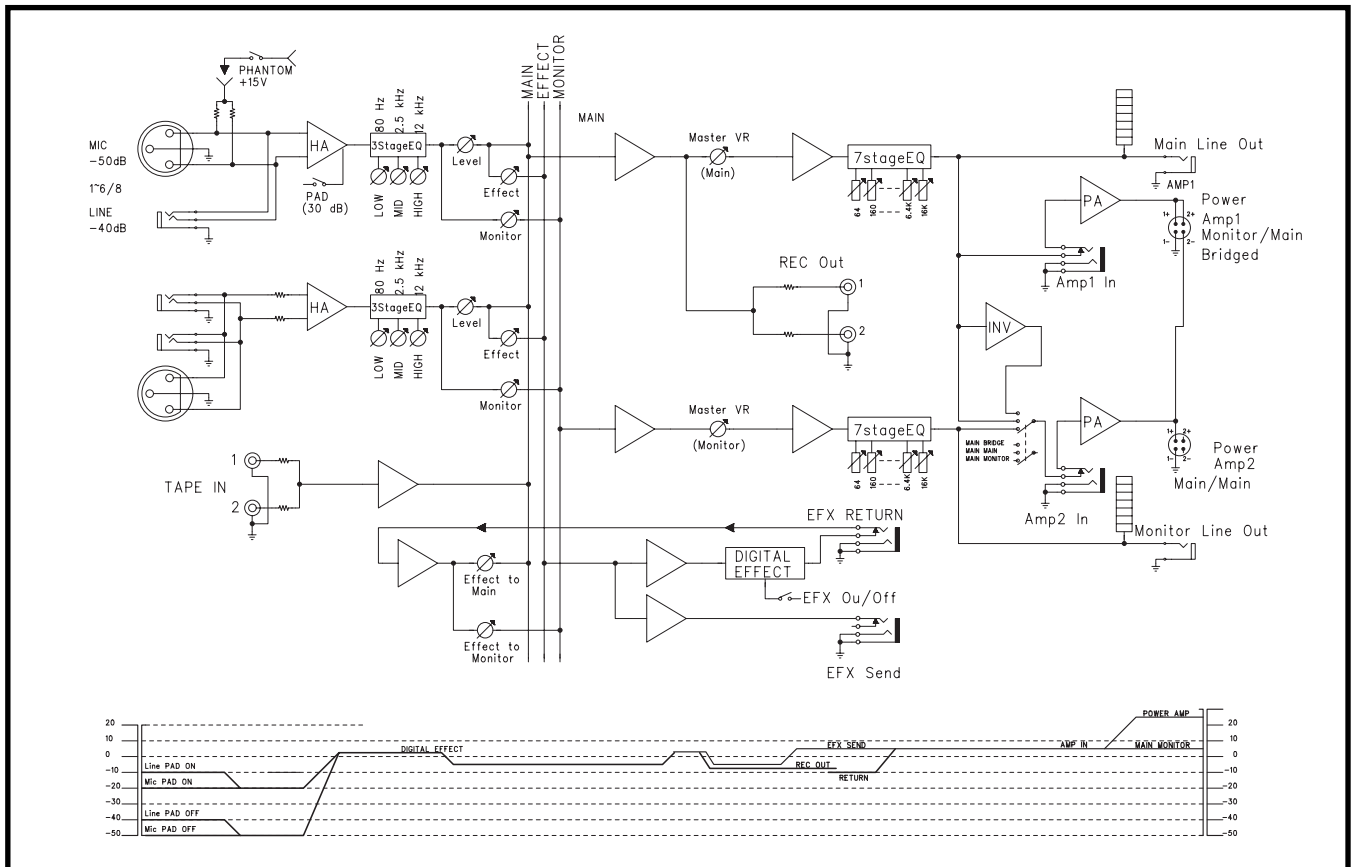 PHANTOM
+15V
MIC
-50dB
1~6/8
LINE
-40dB
HA
PAD
(30 dB)
80 Hz
2.5 kHz
12 kHz
3StageEQ
LOW
MID
HIGH
Level
Effect
Monitor
MAIN
EFFECT
MONITOR
HA
80 Hz
2.5 kHz
12 kHz
3StageEQ
LOW
MID
HIGH
Level
Effect
Monitor
TAPE IN
1
2
Effect to
Main
Effect to
Monitor
MAIN
Master VR
(Main)
7stageEQ
64
160
6.4K
16K
REC Out
1
2
Master VR
(Monitor)
7stageEQ
64
160
6.4K
16K
EFX RETURN
DIGITAL
EFFECT
EFX Ou/Off
EFX Send
Main Line Out
AMP1
PA
Power
Amp1
Monitor/Main
Bridged
1+
2+
1-
2-
Amp1 In
INV
MAIN BRIDGE
MAIN MAIN
MAIN MONITOR
PA
1+
2+
1-
2-
Power
Amp2
Main/Main
Amp2 In
Monitor Line Out
20
10
0
-10
-20
-30
-40
-50
Line PAD ON
Mic PAD ON
Line PAD OFF
Mic PAD OFF
DIGITAL EFFECT
EFX SEND
REC OUT
RETURN
AMP IN
POWER AMP
MAIN MONITOR
20
10
0
-10
-20
-30
-40
-50